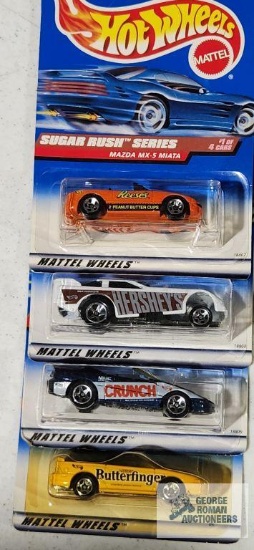 Hot Wheels
MATTEL
SUGAR RUSH SERIES
MAZDA MX-5 MIATA
#1 OF
4 CARS
Reese's
PEANUT BUTTER CUPS
MATTEL WHEELS
HERSHEY'S
MATTEL WHEELS
CRUNCH
MATTEL WHEELS
Butterfinger
MATTEL WHEELS
GEORGE
ROMAN
AUCTIONEERS